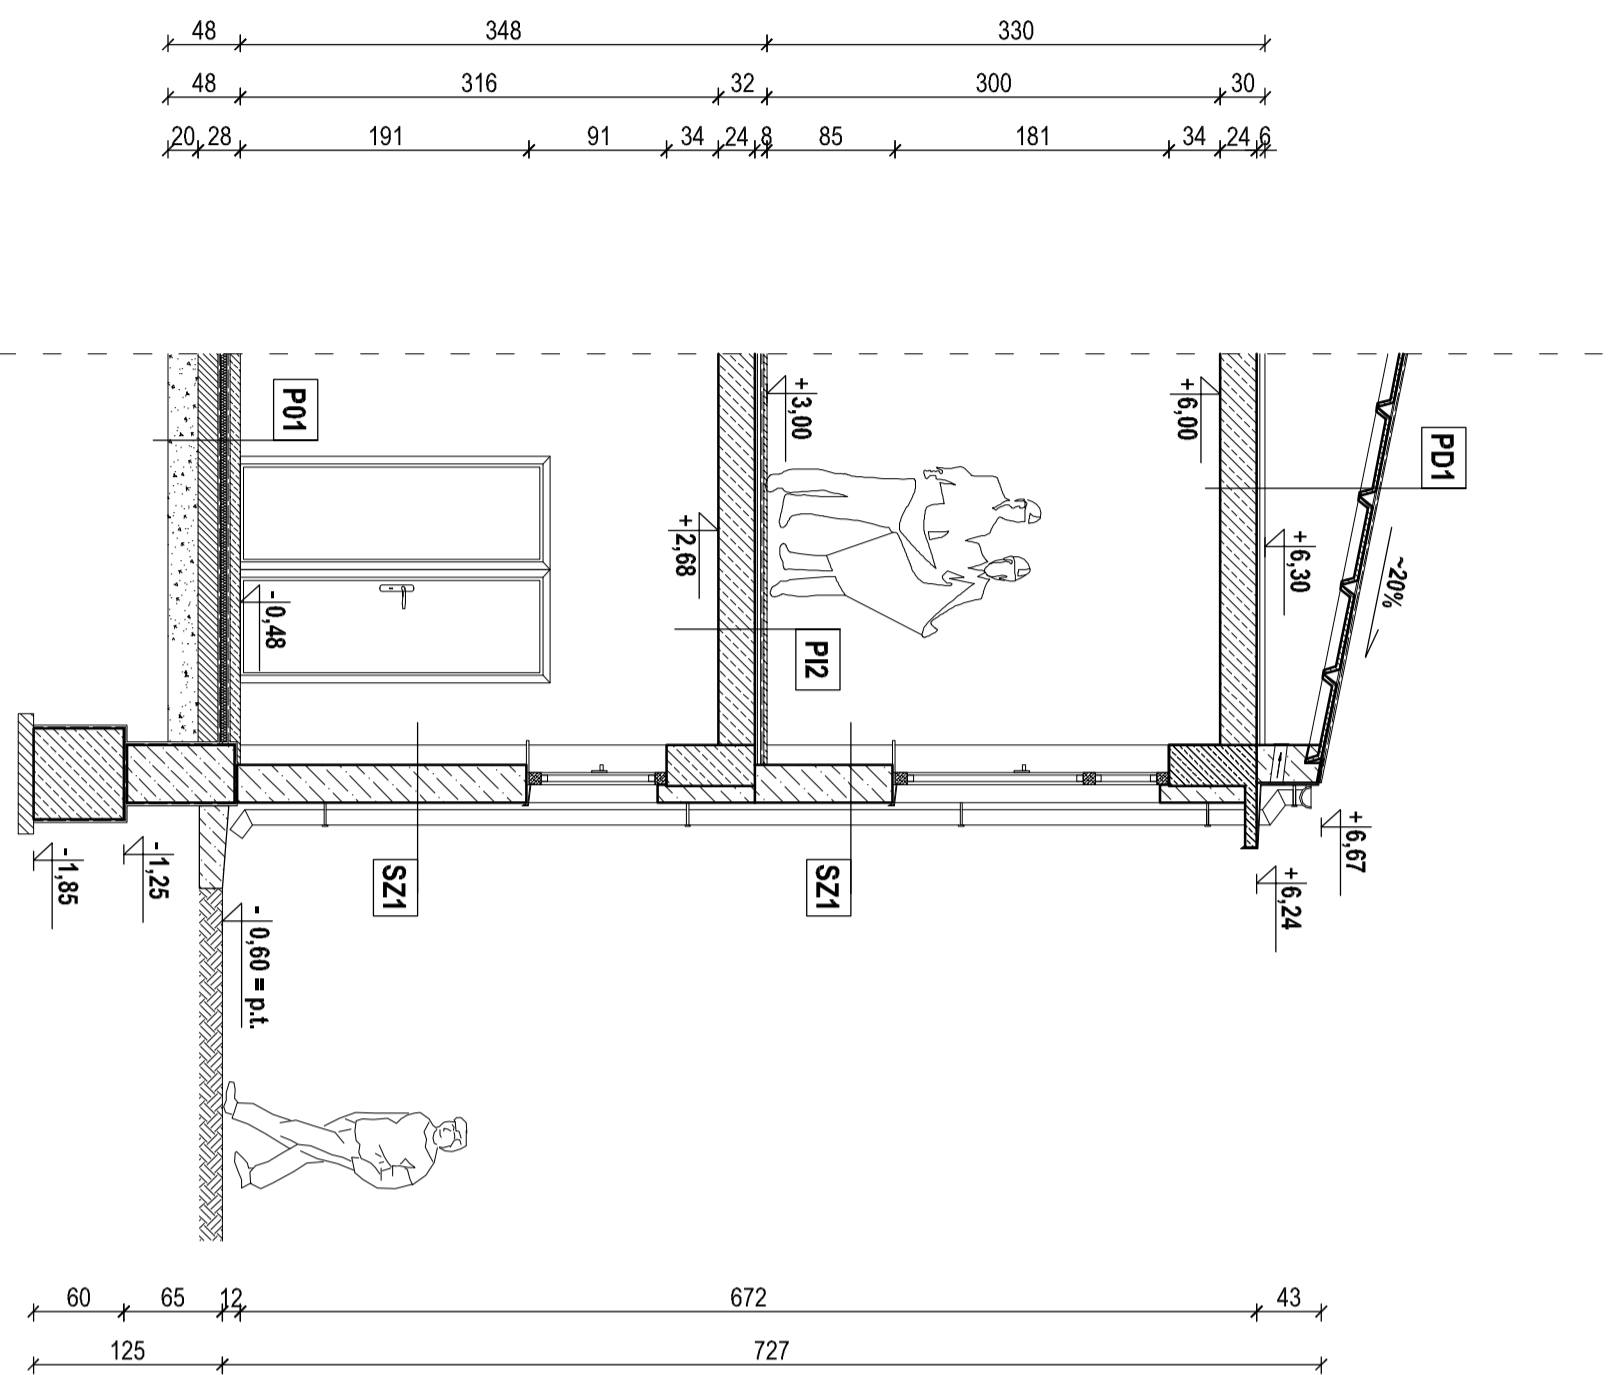 48 348 330
48 316 32 300 30
20 28 191 91 34 24 8 85 181 34 24 6
P01
+3,00
+6,00
PD1
+2,68
+6,30
~20%
- 0,48
PI2
SZ1
SZ1
+6,67
+6,24
-1,85
-1,25
- 0,60 = p.t.
60 65 12 672 43
125 727